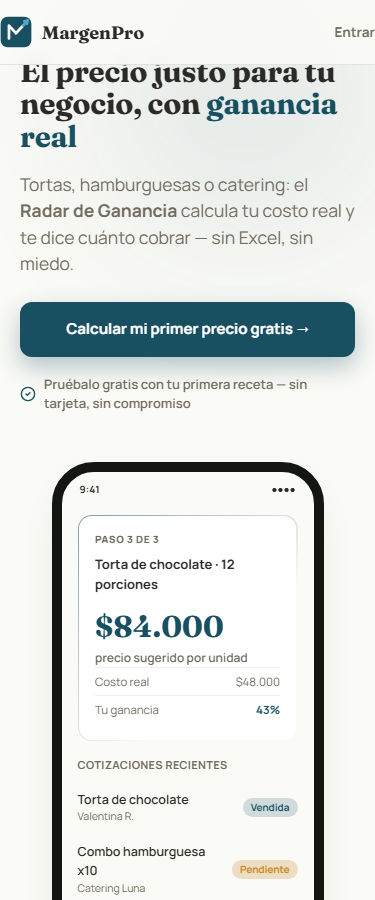 MargenPro
Entrar
El precio justo para tu
negocio, con ganancia
real
Tortas, hamburguesas o catering: el
Radar de Ganancia calcula tu costo real y
te dice cuánto cobrar — sin Excel, sin
miedo.
Calcular mi primer precio gratis →
Pruébalo gratis con tu primera receta — sin
tarjeta, sin compromiso
9:41
PASO 3 DE 3
Torta de chocolate · 12
porciones
$84.000
precio sugerido por unidad
Costo real $48.000
Tu ganancia 43%
COTIZACIONES RECIENTES
Torta de chocolate
Valentina R.
Vendida
Combo hamburguesa
x10
Catering Luna
Pendiente